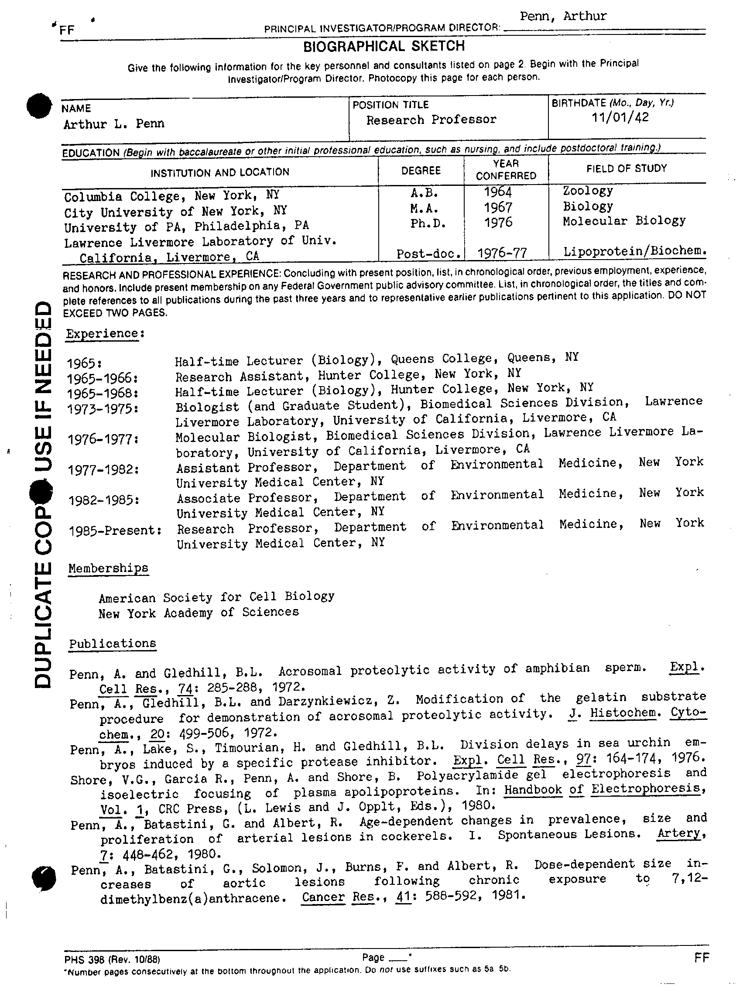 Penn, Arthur
FF PRINCIPAL INVESTIGATOR/PROGRAM DIRECTOR:
BIOGRAPHICAL SKETCH
Give the following information for the key personnel and consultants listed on page 2. Begin with the Principal
Investigator/Program Director. Photocopy this page for each person.
NAME POSITION TITLE BIRTHDATE (Mo., Day, Yr.)
Arthur L. Penn Research Professor 11/01/42
EDUCATION (Begin with baccalaureate or other initial professional education, such as nursing, and include postdoctoral training.)
INSTITUTION AND LOCATION DEGREE YEAR CONFERRED FIELD OF STUDY
Columbia College, New York, NY A.B. 1964 Zoology
City University of New York, NY M.A. 1967 Biology
University of PA, Philadelphia, PA Ph.D. 1976 Molecular Biology
Lawrence Livermore Laboratory of Univ.
California, Livermore, CA Post-doc. 1976-77 Lipoprotein/Biochem.
RESEARCH AND PROFESSIONAL EXPERIENCE: Concluding with present position, list, in chronological order, previous employment, experience,
and honors. Include present membership on any Federal Government public advisory committee. List, in chronological order, the titles and com-
plete references to all publications during the past three years and to representative earlier publications pertinent to this application. DO NOT
EXCEED TWO PAGES.
Experience:
1965: Half-time Lecturer (Biology), Queens College, Queens, NY
1965-1966: Research Assistant, Hunter College, New York, NY
1965-1968: Half-time Lecturer (Biology), Hunter College, New York, NY
1973-1975: Biologist (and Graduate Student), Biomedical Sciences Division, Lawrence
Livermore Laboratory, University of California, Livermore, CA
1976-1977: Molecular Biologist, Biomedical Sciences Division, Lawrence Livermore La-
boratory, University of California, Livermore, CA
1977-1982: Assistant Professor, Department of Environmental Medicine, New York
University Medical Center, NY
1982-1985: Associate Professor, Department of Environmental Medicine, New York
University Medical Center, NY
1985-Present: Research Professor, Department of Environmental Medicine, New York
University Medical Center, NY
Memberships
American Society for Cell Biology
New York Academy of Sciences
Publications
Penn, A. and Gledhill, B.L. Acrosomal proteolytic activity of amphibian sperm. Expl.
Cell Res., 74: 285-288, 1972.
Penn, A., Gledhill, B.L. and Darzynkiewicz, Z. Modification of the gelatin substrate
procedure for demonstration of acrosomal proteolytic activity. J. Histochem. Cyto-
chem., 20: 499-506, 1972.
Penn, A., Lake, S., Timourian, H. and Gledhill, B.L. Division delays in sea urchin em-
bryos induced by a specific protease inhibitor. Expl. Cell Res., 97: 164-174, 1976.
Shore, V.G., Garcia R., Penn, A. and Shore, B. Polyacrylamide gel electrophoresis and
isoelectric focusing of plasma apolipoproteins. In: Handbook of Electrophoresis,
Vol. 1, CRC Press, (L. Lewis and J. Opplt, Eds.), 1980.
Penn, A., Batastini, G. and Albert, R. Age-dependent changes in prevalence, size and
proliferation of arterial lesions in cockerels. I. Spontaneous Lesions. Artery,
7: 448-462, 1980.
Penn, A., Batastini, G., Solomon, J., Burns, F. and Albert, R. Dose-dependent size in-
creases of aortic lesions following chronic exposure to 7,12-
dimethylbenz(a)anthracene. Cancer Res., 41: 588-592, 1981.
PHS 398 (Rev. 10/88) Page ___* FF
*Number pages consecutively at the bottom throughout the application. Do not use suffixes such as 5a 5b.
DUPLICATE COPY USE IF NEEDED